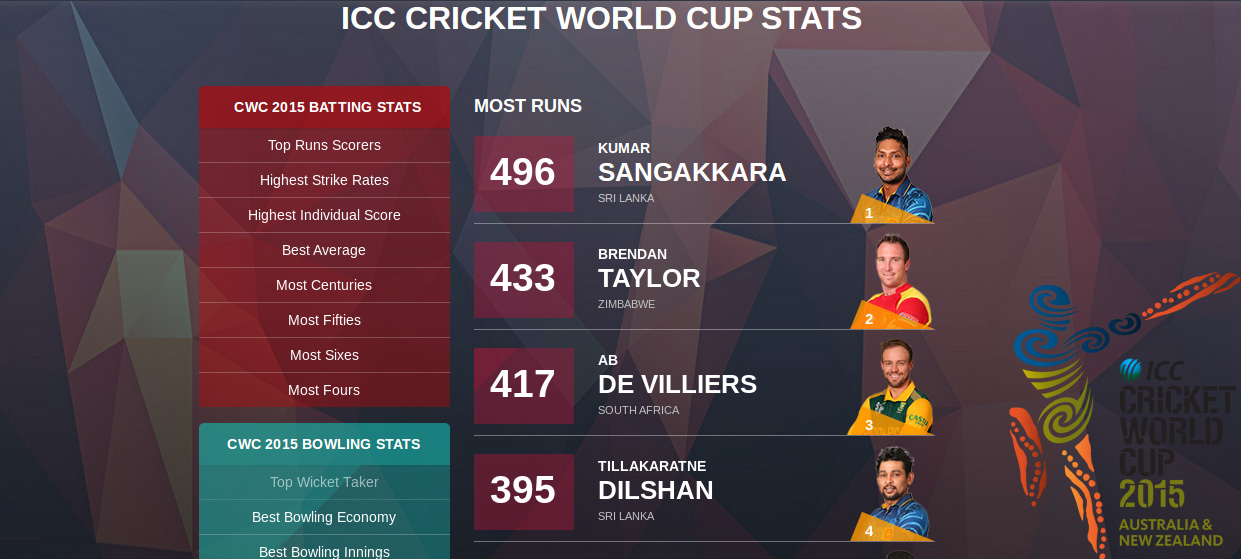 ICC CRICKET WORLD CUP STATS
CWC 2015 BATTING STATS
Top Runs Scorers
Highest Strike Rates
Highest Individual Score
Best Average
Most Centuries
Most Fifties
Most Sixes
Most Fours
CWC 2015 BOWLING STATS
Top Wicket Taker
Best Bowling Economy
Best Bowling Innings
MOST RUNS
496
KUMAR
SANGAKKARA
SRI LANKA
1
433
BRENDAN
TAYLOR
ZIMBABWE
2
417
AB
DE VILLIERS
SOUTH AFRICA
3
395
TILLAKARATNE
DILSHAN
SRI LANKA
4
ICC
CRICKET
WORLD
CUP
2015
AUSTRALIA &
NEW ZEALAND